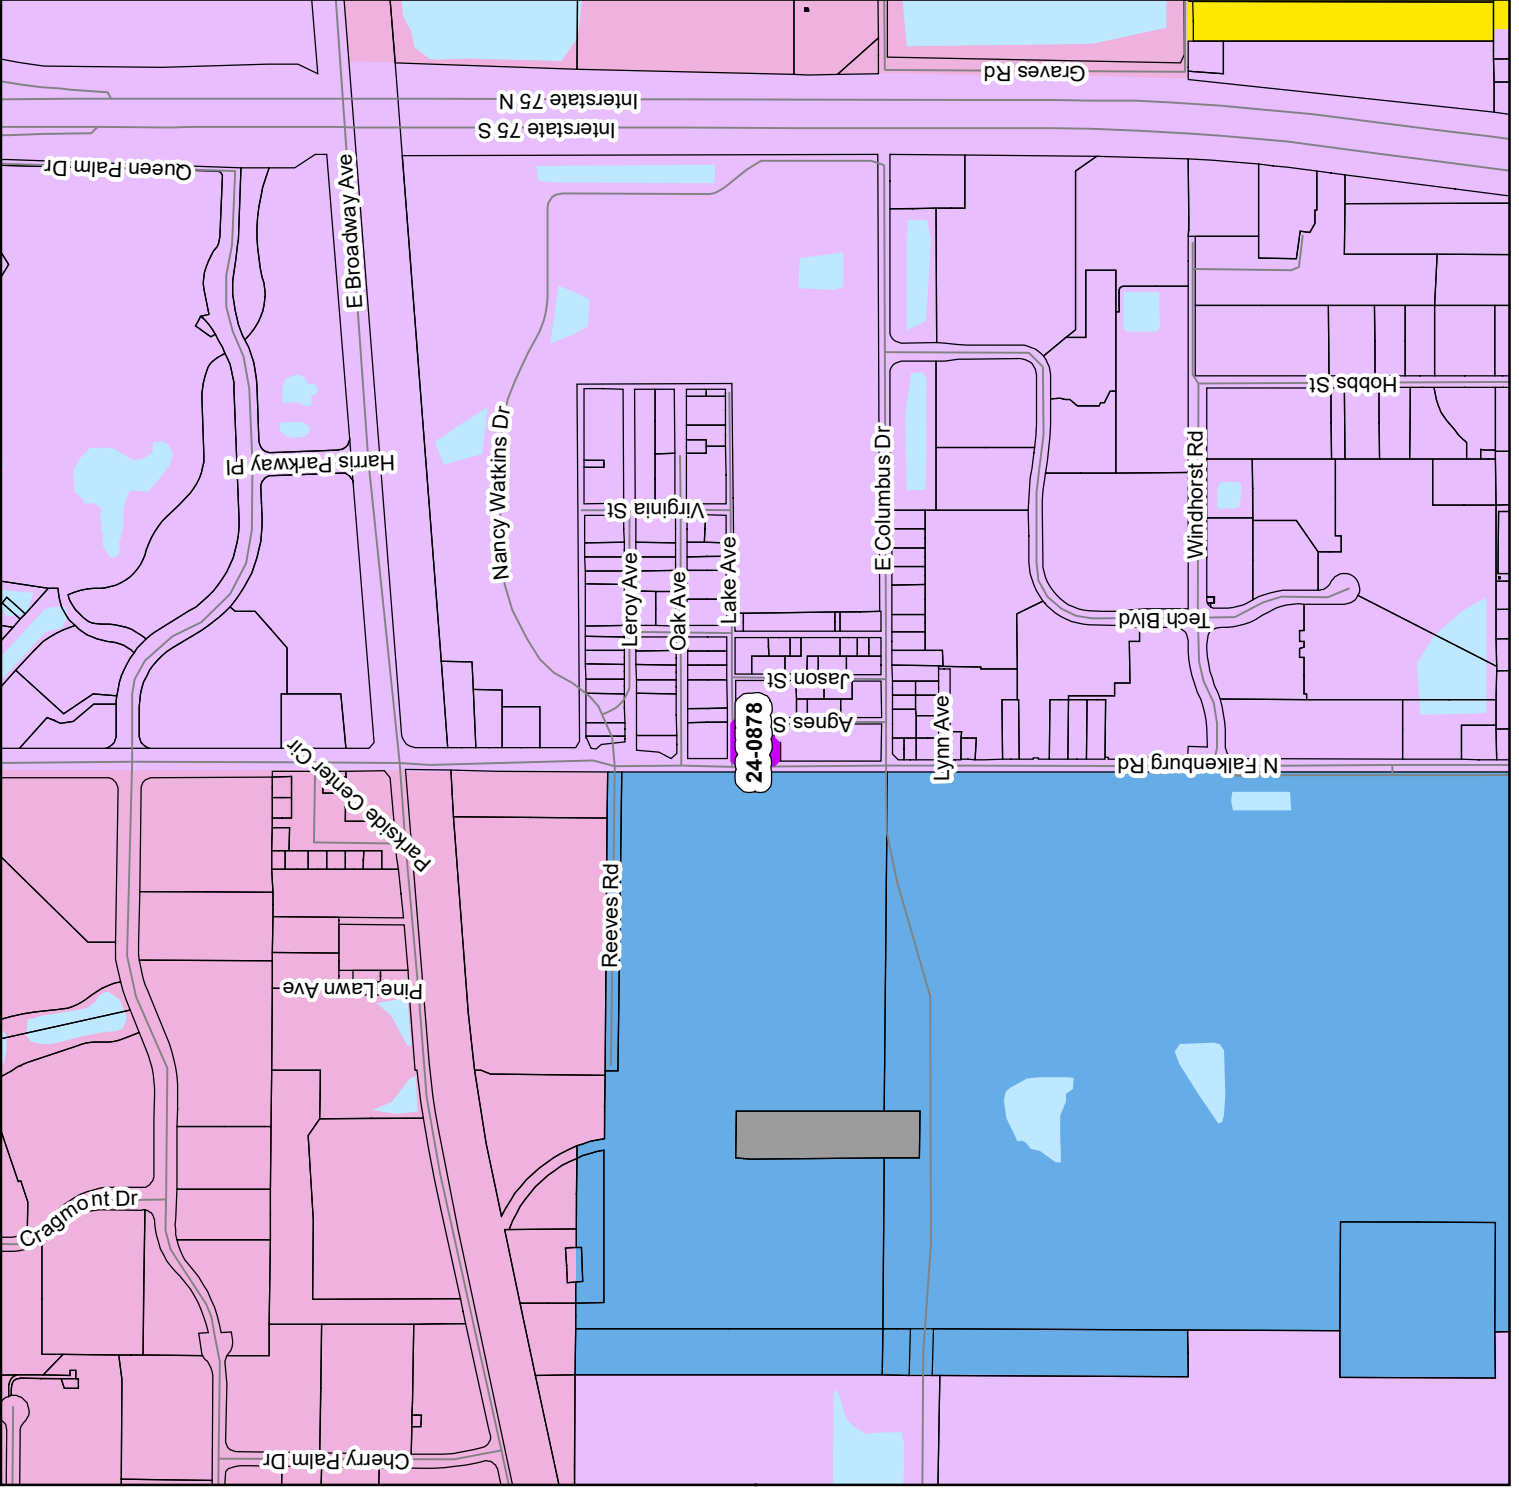 Graves Rd
Interstate 75 N
Interstate 75 S
Queen Palm Dr
E Broadway Ave
Hobbs St
Harris Parkway Pl
Nancy Watkins Dr
E Columbus Dr
Windhorst Rd
Virginia St
Leroy Ave
Oak Ave
Lake Ave
Tech Blvd
Jason St
Agnes S
24-0878
Lynn Ave
N Falkenburg Rd
Parkside Center Cir
Reeves Rd
Pine Lawn Ave
Cragmont Dr
Cherry Palm Dr